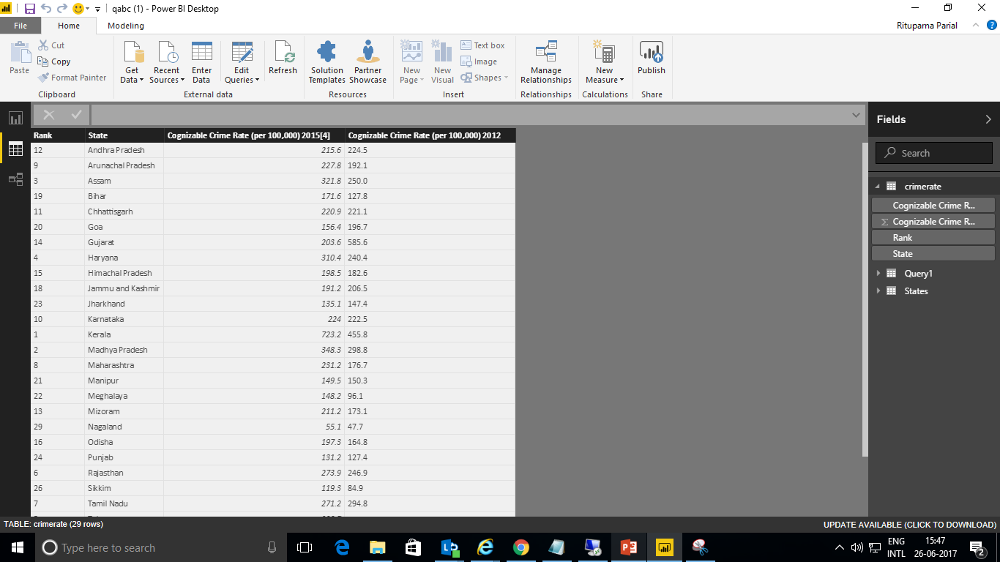 qabc (1) - Power BI Desktop
File Home Modeling Rituparna Parial
Paste Cut Copy Format Painter
Get Data Recent Sources Enter Data Edit Queries Refresh Solution Templates Partner Showcase New Page New Visual Text box Image Shapes Manage Relationships New Measure Publish
Clipboard External data Resources Insert Relationships Calculations Share
Rank State Cognizable Crime Rate (per 100,000) 2015[4] Cognizable Crime Rate (per 100,000) 2012
12 Andhra Pradesh 215.6 224.5
9 Arunachal Pradesh 227.8 192.1
3 Assam 321.8 250.0
19 Bihar 171.6 127.8
11 Chhattisgarh 220.9 221.1
20 Goa 156.4 196.7
14 Gujarat 203.6 585.6
4 Haryana 310.4 240.4
15 Himachal Pradesh 198.5 182.6
18 Jammu and Kashmir 191.2 206.5
23 Jharkhand 135.1 147.4
10 Karnataka 224 222.5
1 Kerala 723.2 455.8
2 Madhya Pradesh 348.3 298.8
8 Maharashtra 231.2 176.7
21 Manipur 149.5 150.3
22 Meghalaya 148.2 96.1
13 Mizoram 211.2 173.1
29 Nagaland 55.1 47.7
16 Odisha 197.3 164.8
24 Punjab 131.2 127.4
6 Rajasthan 273.9 246.9
26 Sikkim 119.3 84.9
7 Tamil Nadu 271.2 294.8
Fields
Search
crimerate
Cognizable Crime R...
Σ Cognizable Crime R...
Rank
State
Query1
States
TABLE: crimerate (29 rows) UPDATE AVAILABLE (CLICK TO DOWNLOAD)
Type here to search
ENG
INTL
15:47
26-06-2017
2